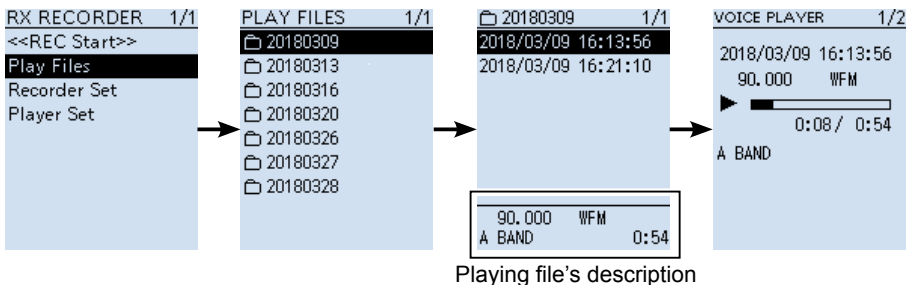 RX RECORDER 1/1
<<REC Start>>
Play Files
Recorder Set
Player Set
PLAY FILES 1/1
20180309
20180313
20180316
20180320
20180326
20180327
20180328
20180309 1/1
2018/03/09 16:13:56
2018/03/09 16:21:10
90.000 WFM
A BAND 0:54
Playing file's description
VOICE PLAYER 1/2
2018/03/09 16:13:56
90.000 WFM
0:08/ 0:54
A BAND